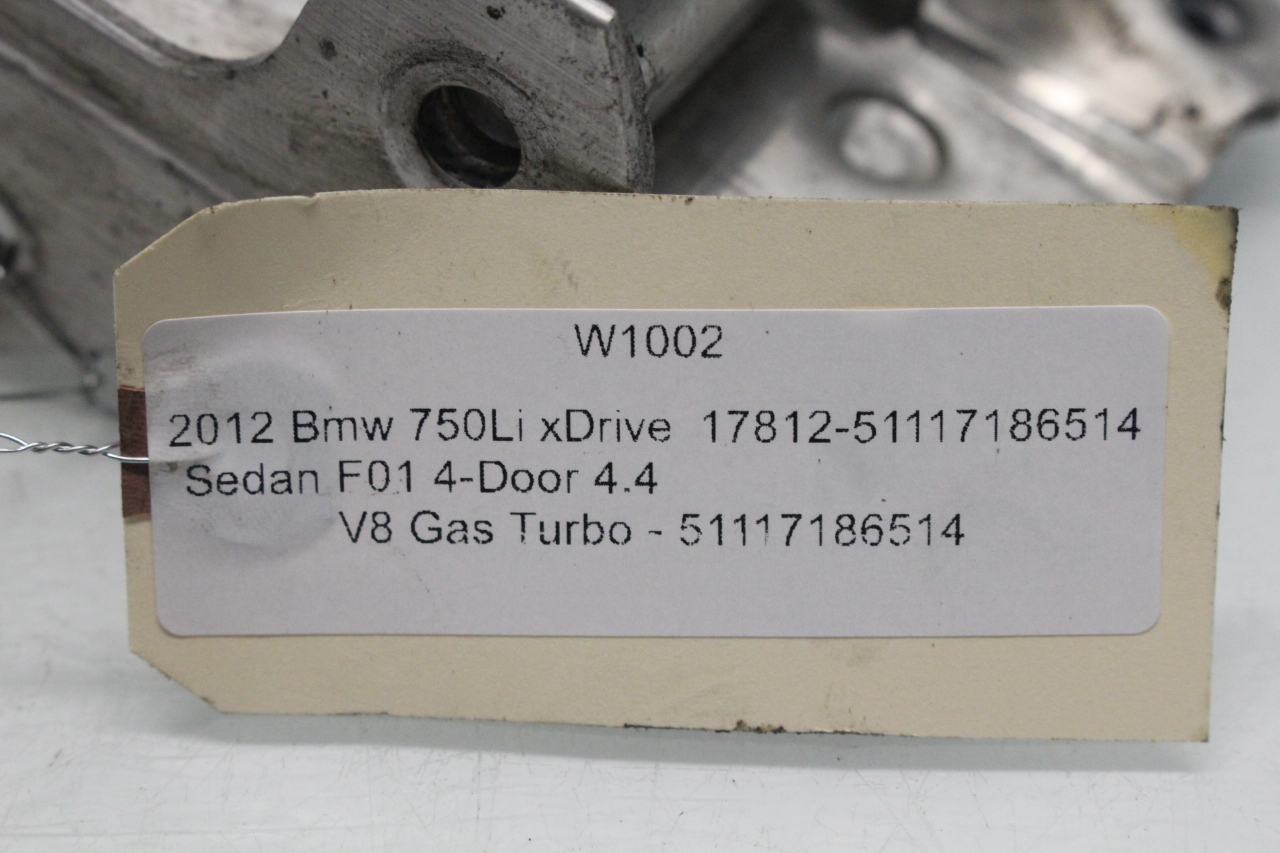 W1002
2012 Bmw 750Li xDrive 17812-51117186514
Sedan F01 4-Door 4.4
V8 Gas Turbo - 51117186514